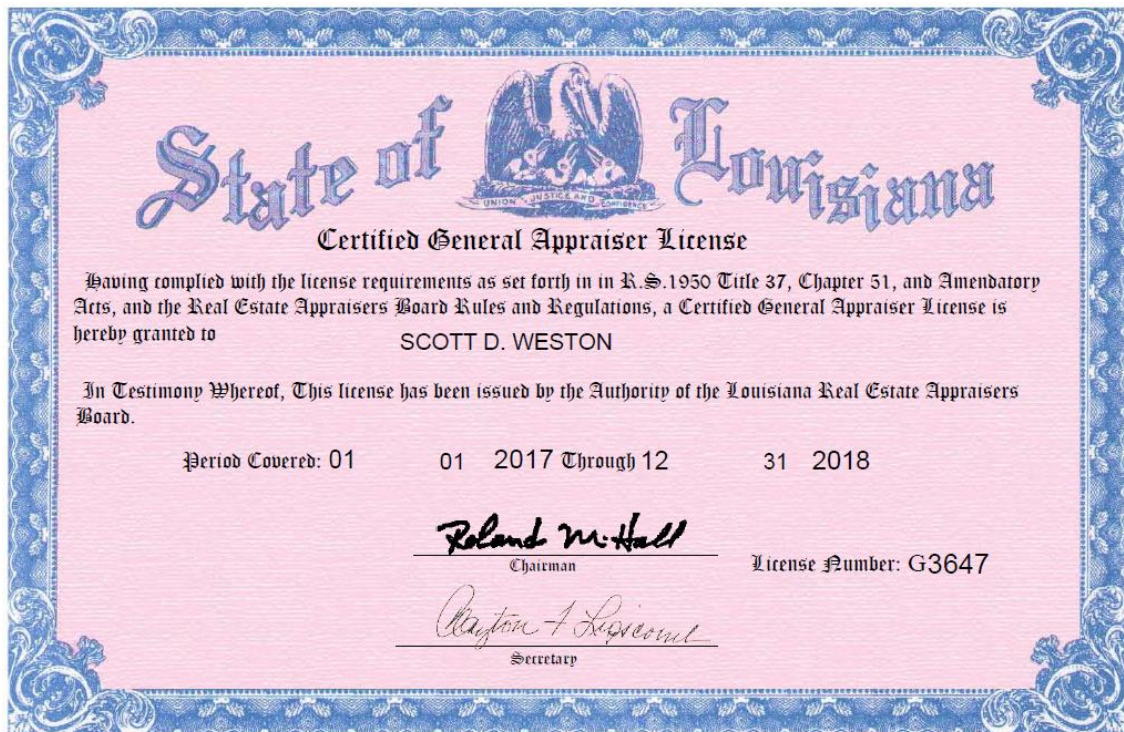 State of Louisiana
UNION JUSTICE AND CONFIDENCE
Certified General Appraiser License
Having complied with the license requirements as set forth in in R.S.1950 Title 37, Chapter 51, and Amendatory
Acts, and the Real Estate Appraisers Board Rules and Regulations, a Certified General Appraiser License is
hereby granted to SCOTT D. WESTON
In Testimony Whereof, This license has been issued by the Authority of the Louisiana Real Estate Appraisers
Board.
Period Covered: 01 01 2017 Through 12 31 2018
Roland M. Hall
Chairman
License Number: G3647
Clayton F Lipscomb
Secretary